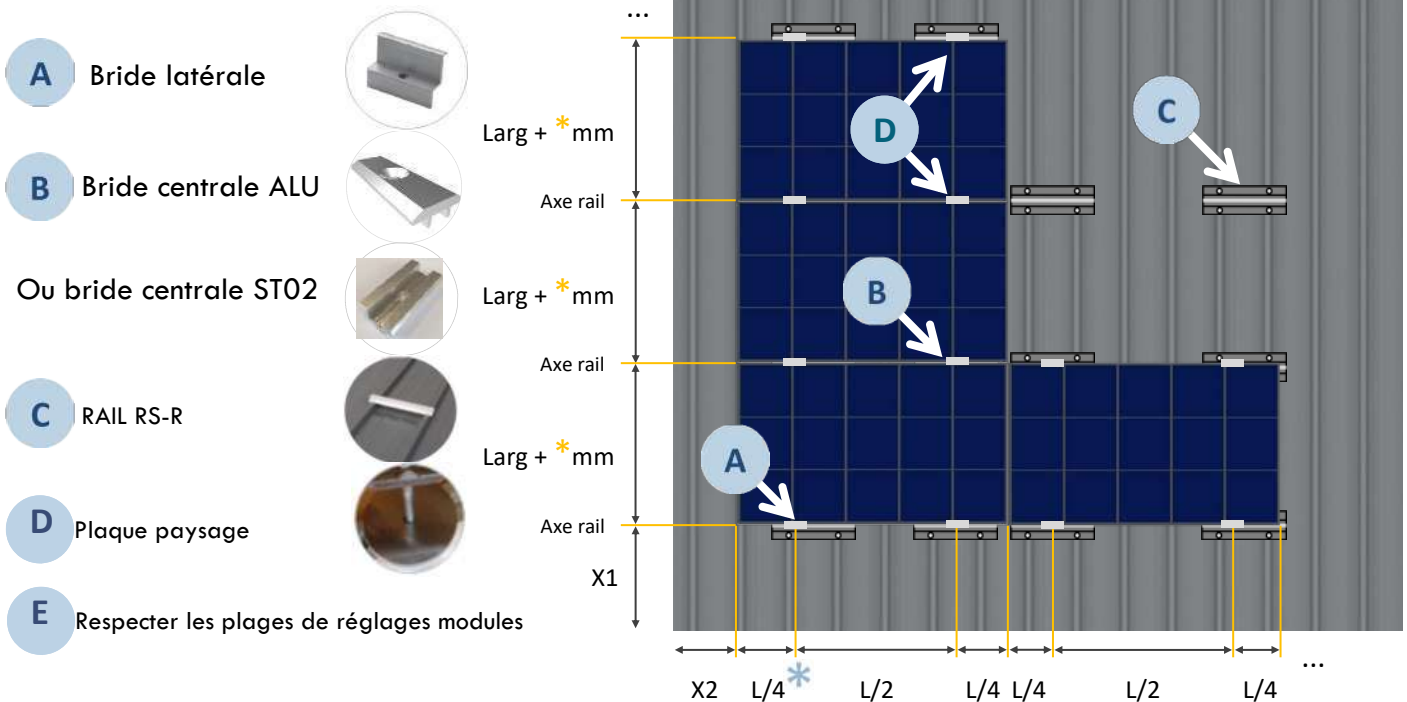 A Bride latérale
B Bride centrale ALU
Ou bride centrale ST02
C RAIL RS-R
D Plaque paysage
E Respecter les plages de réglages modules
...
Larg + *mm
Axe rail
Larg + *mm
Axe rail
Larg + *mm
Axe rail
X1
D
C
B
A
X2 L/4 * L/2 L/4 L/4 L/2 L/4
...